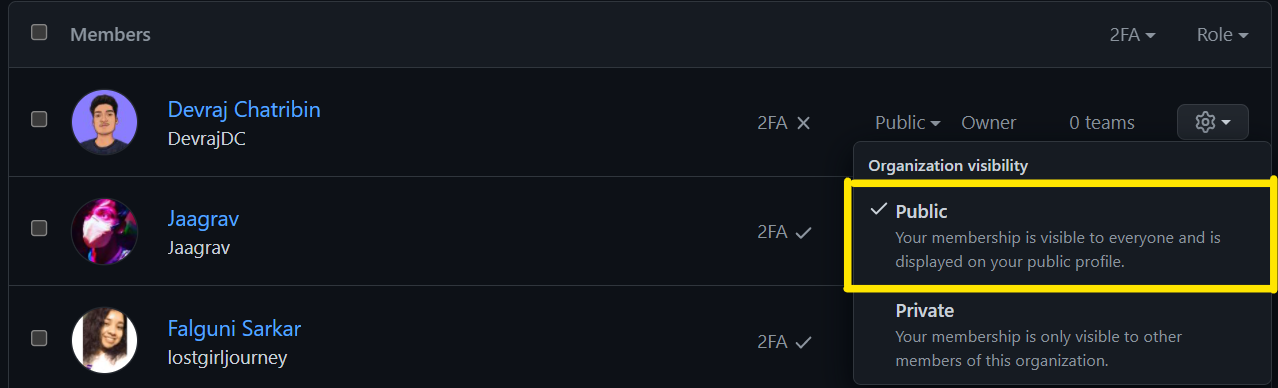 Members 2FA Role
Devraj Chatribin
DevrajDC
2FA Public Owner 0 teams
Organization visibility
Public
Your membership is visible to everyone and is
displayed on your public profile.
Jaagrav
Jaagrav
2FA
Private
Your membership is only visible to other
members of this organization.
Falguni Sarkar
lostgirljourney
2FA